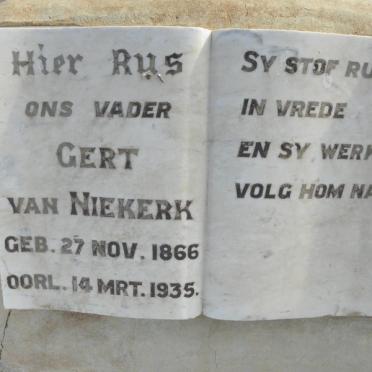 Hier Rus
ONS VADER
GERT
VAN NIEKERK
GEB. 27 NOV. 1866
OORL. 14 MRT. 1935.
SY STOF RU
IN VREDE
EN SY WERK
VOLG HOM NA